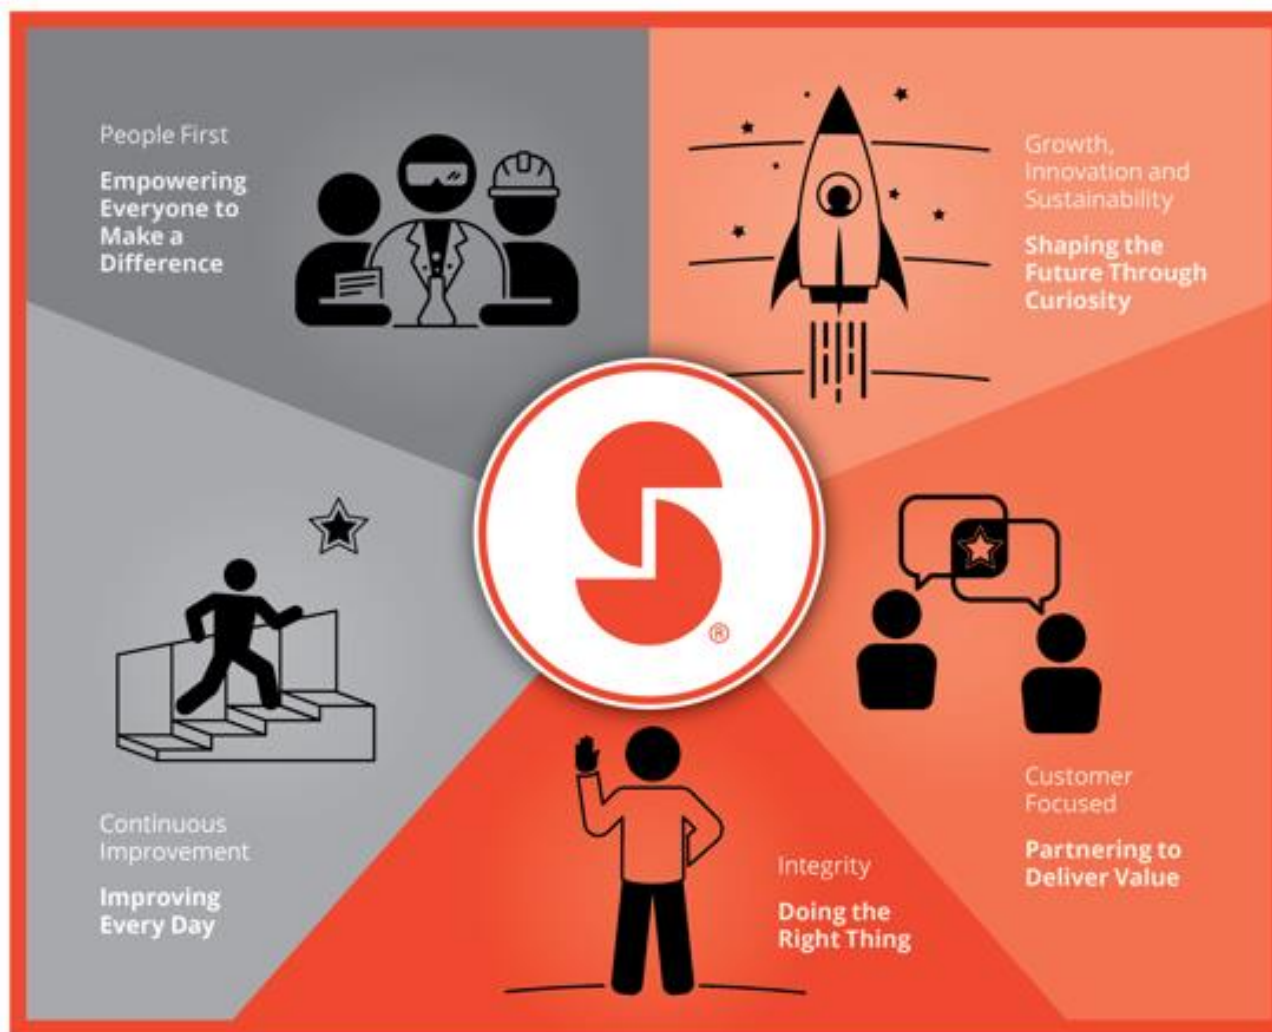 People First
Empowering
Everyone to
Make a
Difference
Growth,
Innovation and
Sustainability
Shaping the
Future Through
Curiosity
®
Customer
Focused
Partnering to
Deliver Value
Integrity
Doing the
Right Thing
Continuous
Improvement
Improving
Every Day